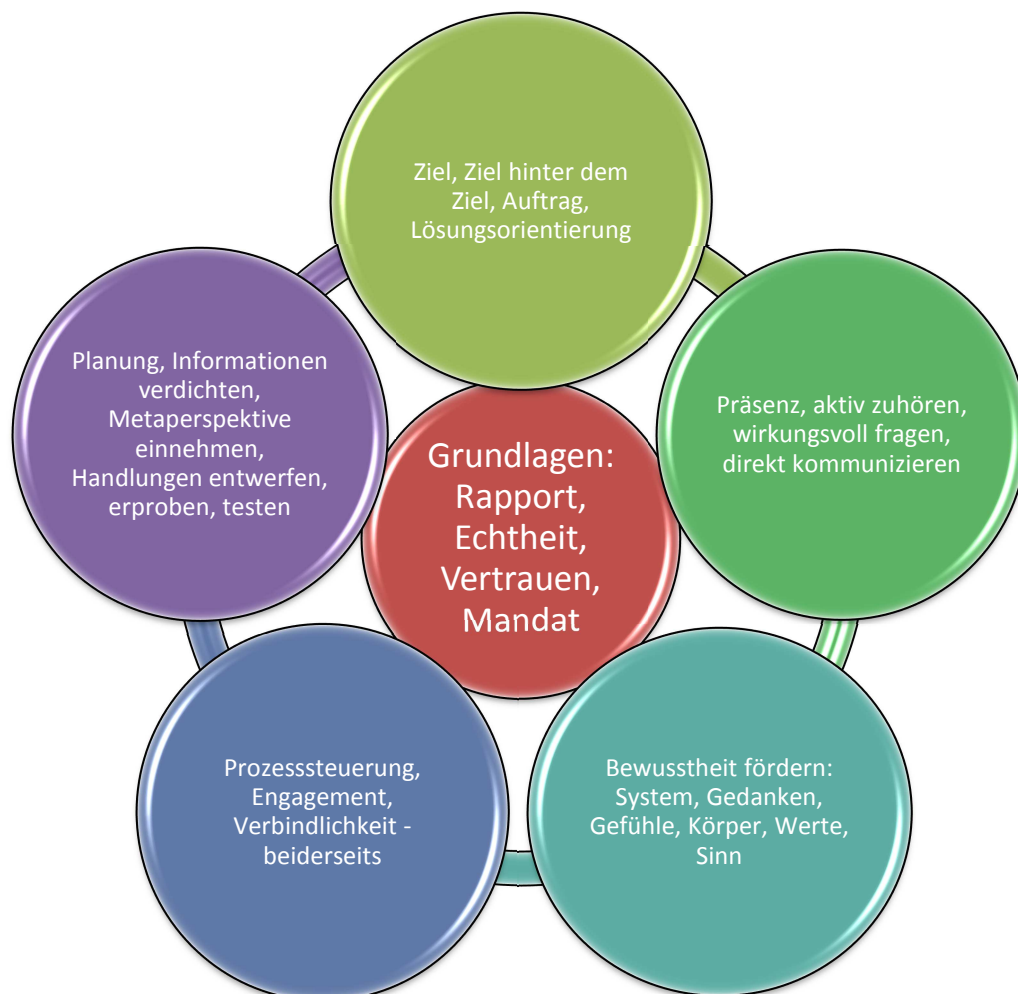 Ziel, Ziel hinter dem
Ziel, Auftrag,
Lösungsorientierung
Präsenz, aktiv zuhören,
wirkungsvoll fragen,
direkt kommunizieren
Bewusstheit fördern:
System, Gedanken,
Gefühle, Körper, Werte,
Sinn
Prozesssteuerung,
Engagement,
Verbindlichkeit -
beiderseits
Planung, Informationen
verdichten,
Metaperspektive
einnehmen,
Handlungen entwerfen,
erproben, testen
Grundlagen:
Rapport,
Echtheit,
Vertrauen,
Mandat